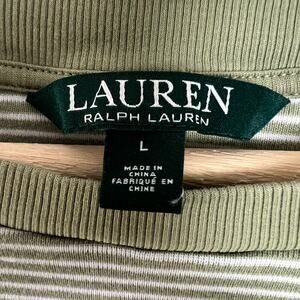 LAUREN
RALPH LAUREN
L
MADE IN
CHINA
FABRIQUÉ EN
CHINE